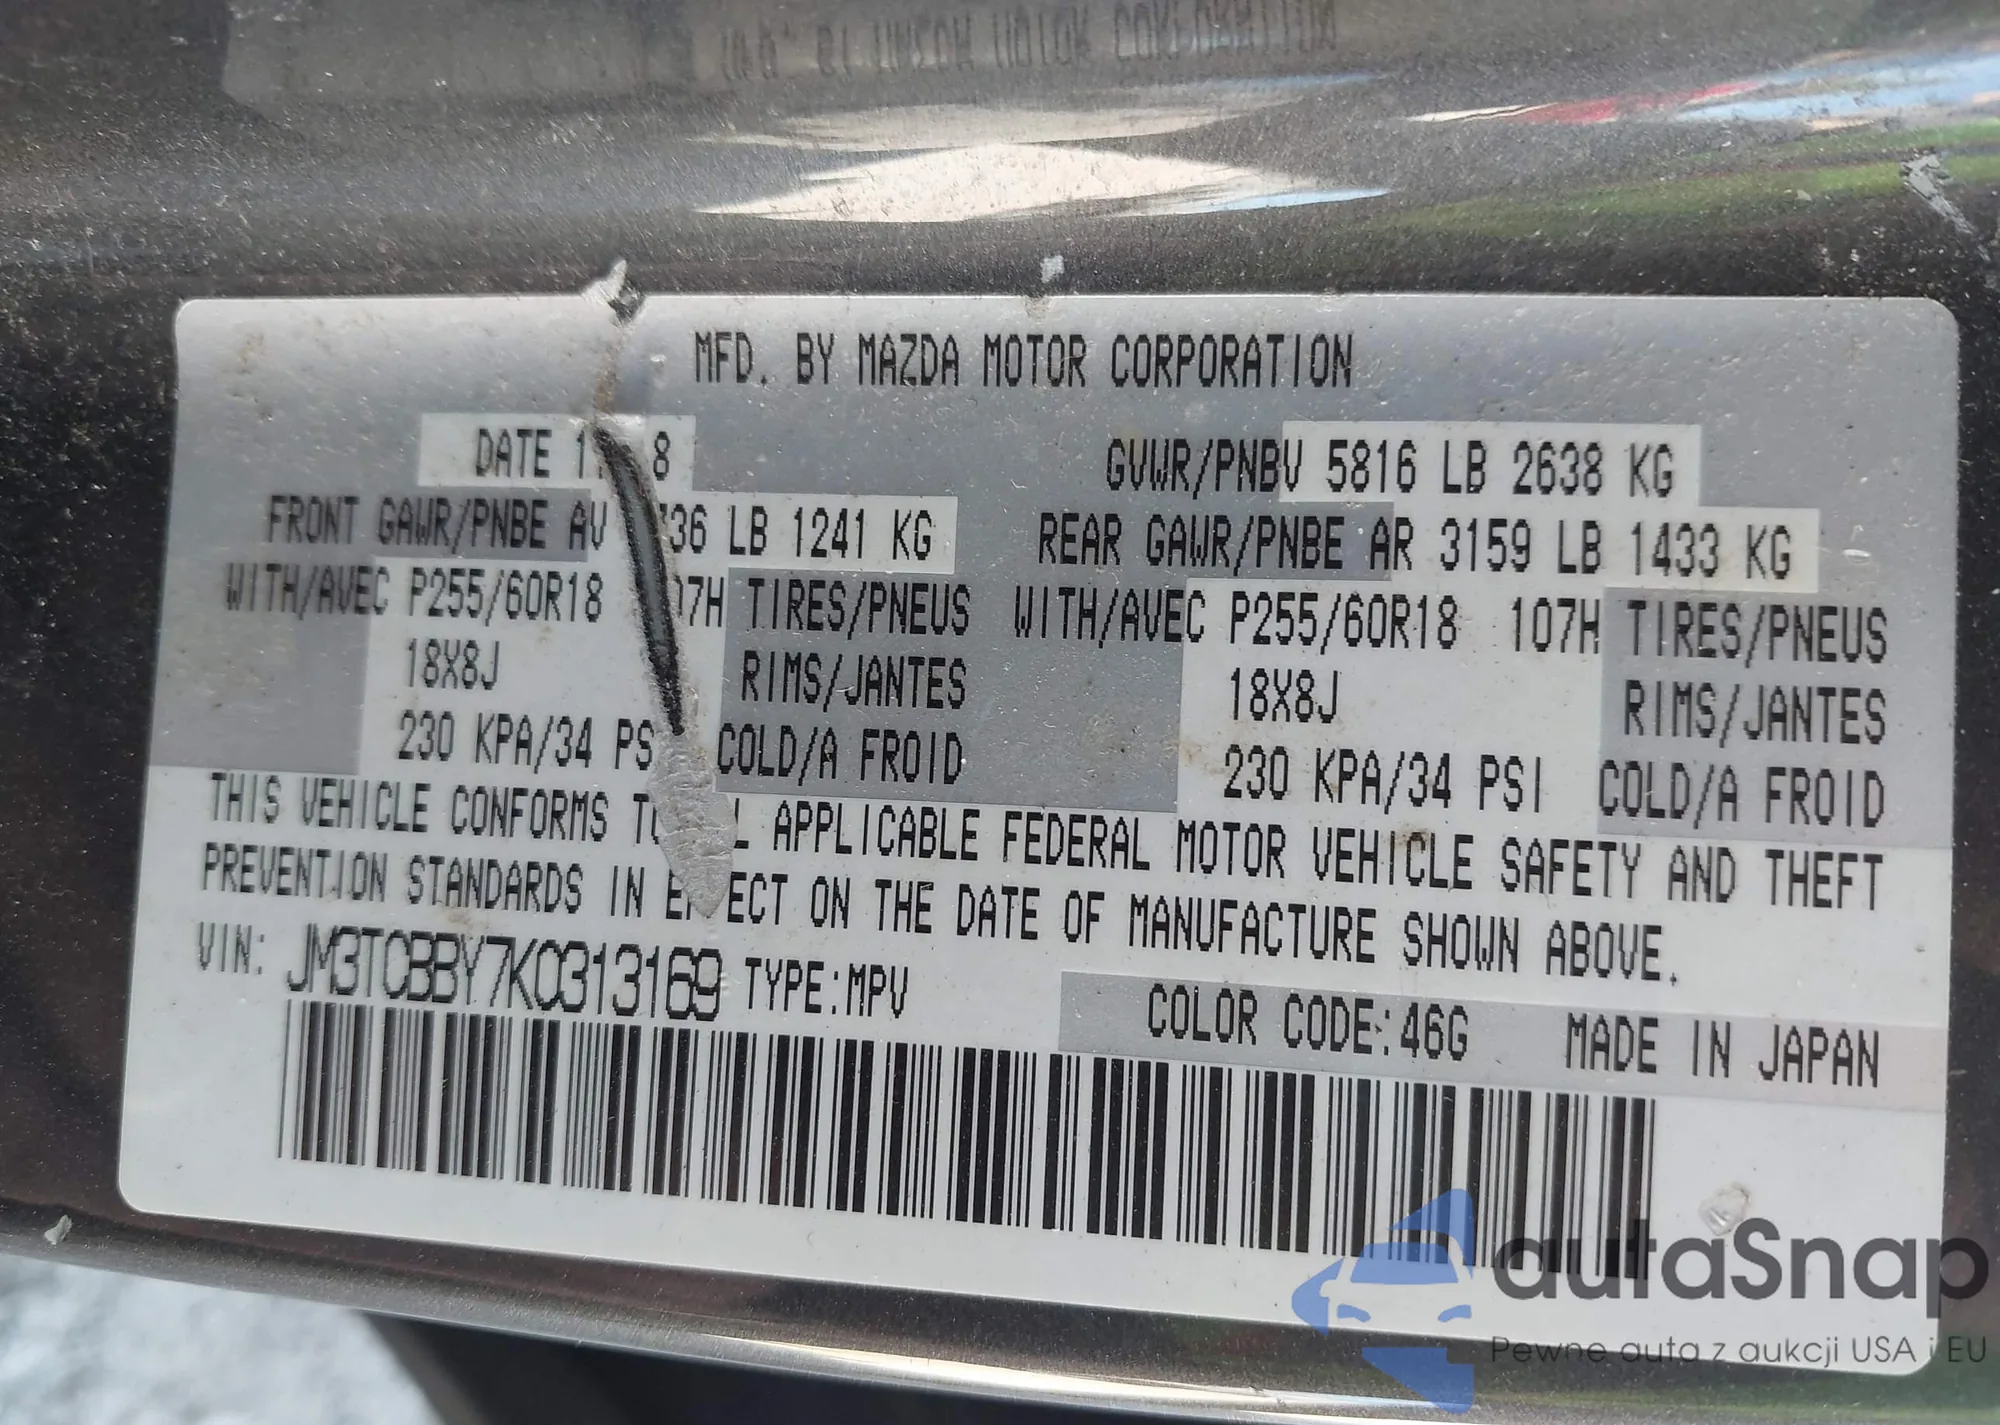 MFD. BY MAZDA MOTOR CORPORATION
DATE GVWR/PNBV 5816 LB 2638 KG
FRONT GAWR/PNBE AV LB 1241 KG REAR GAWR/PNBE AR 3159 LB 1433 KG
WITH/AVEC P255/60R18 TIRES/PNEUS WITH/AVEC P255/60R18 107H TIRES/PNEUS
18X8J RIMS/JANTES 18X8J RIMS/JANTES
230 KPA/34 COLD/A FROID 230 KPA/34 PSI COLD/A FROID
THIS VEHICLE CONFORMS APPLICABLE FEDERAL MOTOR VEHICLE SAFETY AND THEFT
PREVENTION STANDARDS IN EFFECT ON THE DATE OF MANUFACTURE SHOWN ABOVE.
VIN: JM3TCBBY7K0313169 TYPE:MPV COLOR CODE:46G MADE IN JAPAN
autaSnap
Pewne auta z aukcji USA i EU